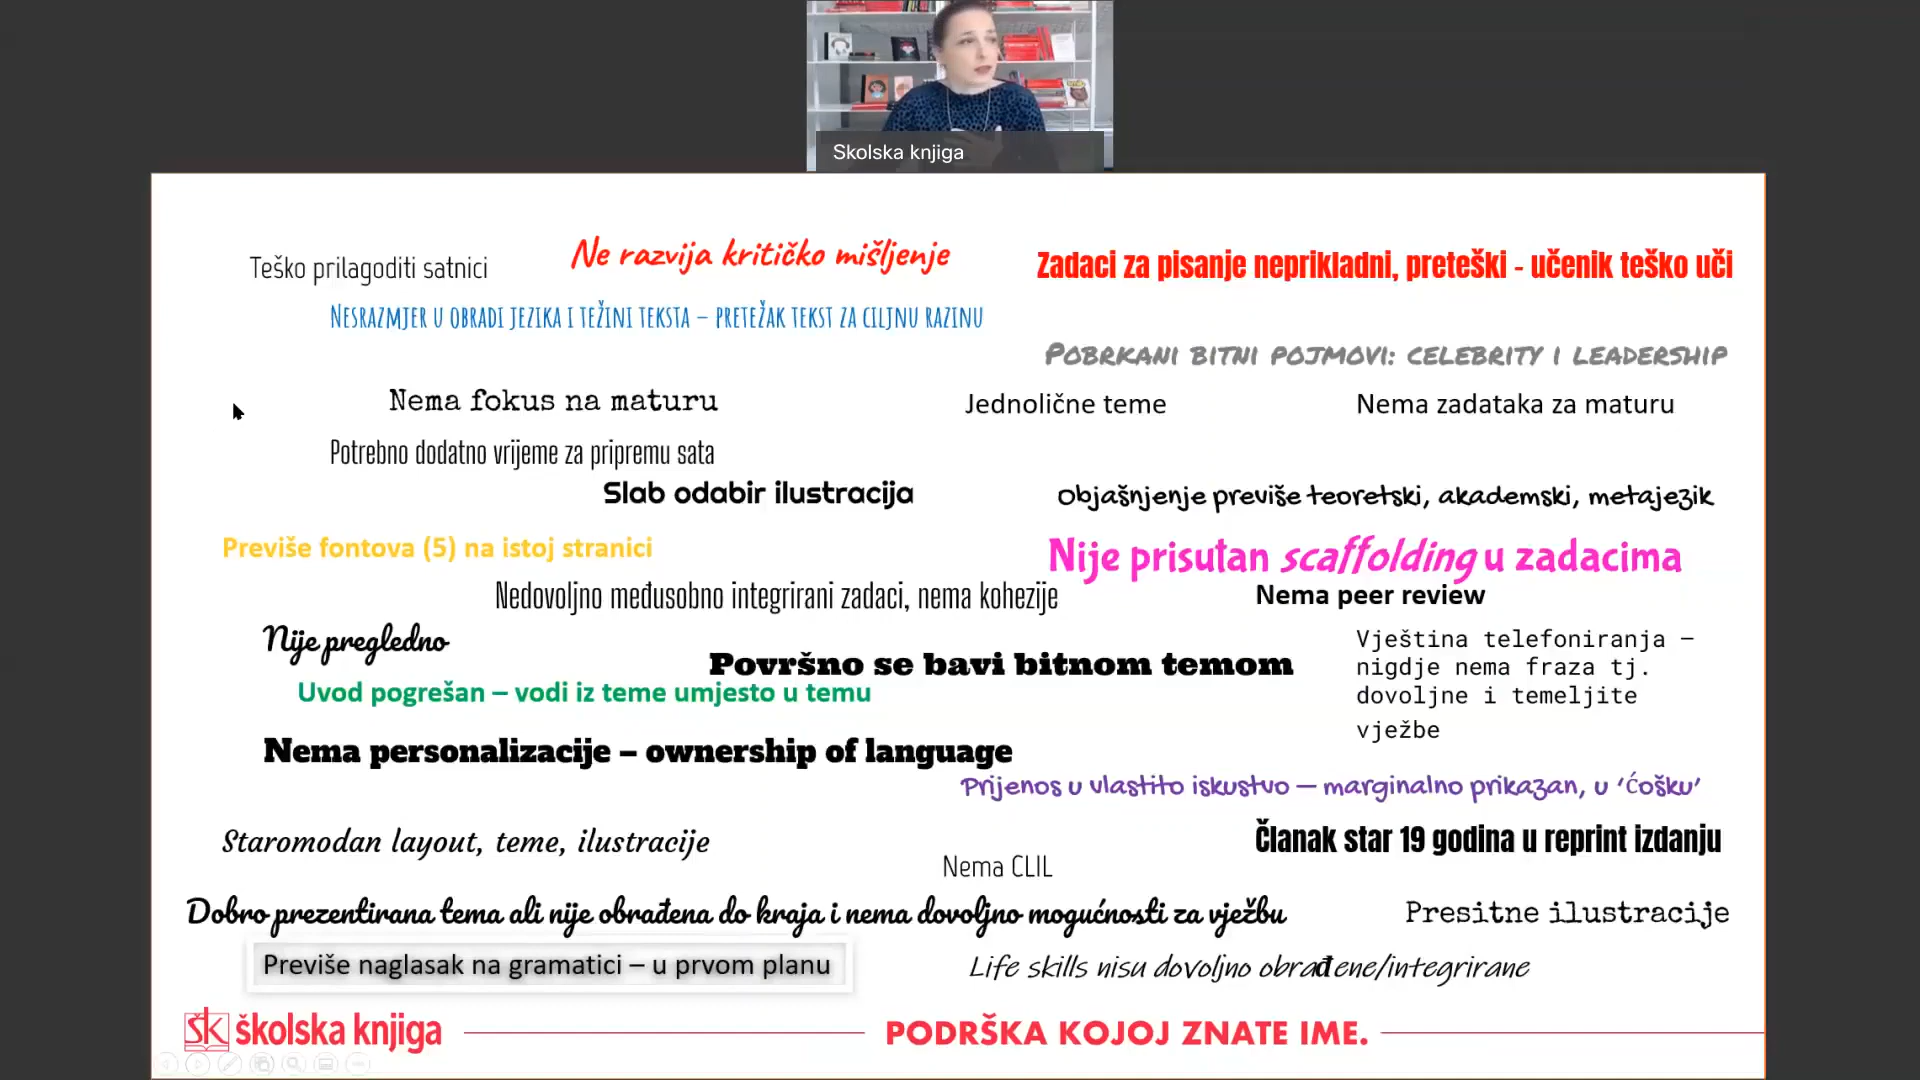 Skolska knjiga
Teško prilagoditi satnici
Ne razvija kritičko mišljenje
Zadaci za pisanje neprikladni, preteški - učenik teško uči
Nesrazmjer u obradi jezika i težini teksta – pretežak tekst za ciljnu razinu
Pobrkani bitni pojmovi: celebrity i leadership
Nema fokus na maturu
Jednolične teme
Nema zadataka za maturu
Potrebno dodatno vrijeme za pripremu sata
Slab odabir ilustracija
Objašnjenje previše teoretski, akademski, metajezik
Previše fontova (5) na istoj stranici
Nije prisutan scaffolding u zadacima
Nedovoljno međusobno integrirani zadaci, nema kohezije
Nema peer review
Nije pregledno
Vještina telefoniranja –
nigdje nema fraza tj.
dovoljne i temeljite
vježbe
Površno se bavi bitnom temom
Uvod pogrešan – vodi iz teme umjesto u temu
Nema personalizacije – ownership of language
Prijenos u vlastito iskustvo – marginalno prikazan, u ‘ćošku’
Staromodan layout, teme, ilustracije
Članak star 19 godina u reprint izdanju
Nema CLIL
Dobro prezentirana tema ali nije obrađena do kraja i nema dovoljno mogućnosti za vježbu
Presitne ilustracije
Previše naglasak na gramatici – u prvom planu
Life skills nisu dovoljno obrađene/integrirane
šk školska knjiga
PODRŠKA KOJOJ ZNATE IME.